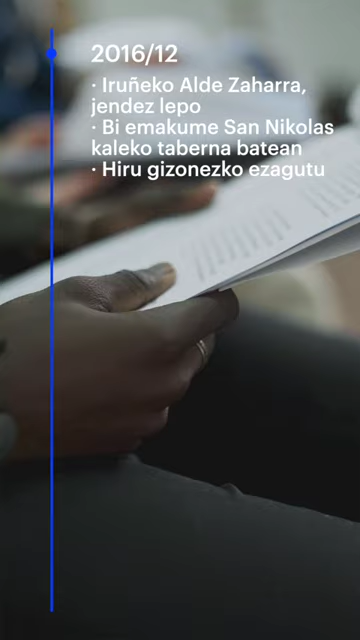 2016/12
· Iruñeko Alde Zaharra,
jendez lepo
· Bi emakume San Nikolas
kaleko taberna batean
· Hiru gizonezko ezagutu